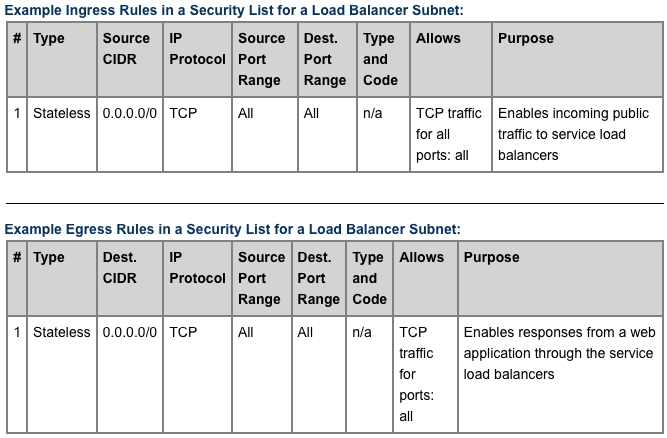 Example Ingress Rules in a Security List for a Load Balancer Subnet:
# Type Source CIDR IP Protocol Source Port Range Dest. Port Range Type and Code Allows Purpose
1 Stateless 0.0.0.0/0 TCP All All n/a TCP traffic for all ports: all Enables incoming public traffic to service load balancers
Example Egress Rules in a Security List for a Load Balancer Subnet:
# Type Dest. CIDR IP Protocol Source Port Range Dest. Port Range Type and Code Allows Purpose
1 Stateless 0.0.0.0/0 TCP All All n/a TCP traffic for ports: all Enables responses from a web application through the service load balancers